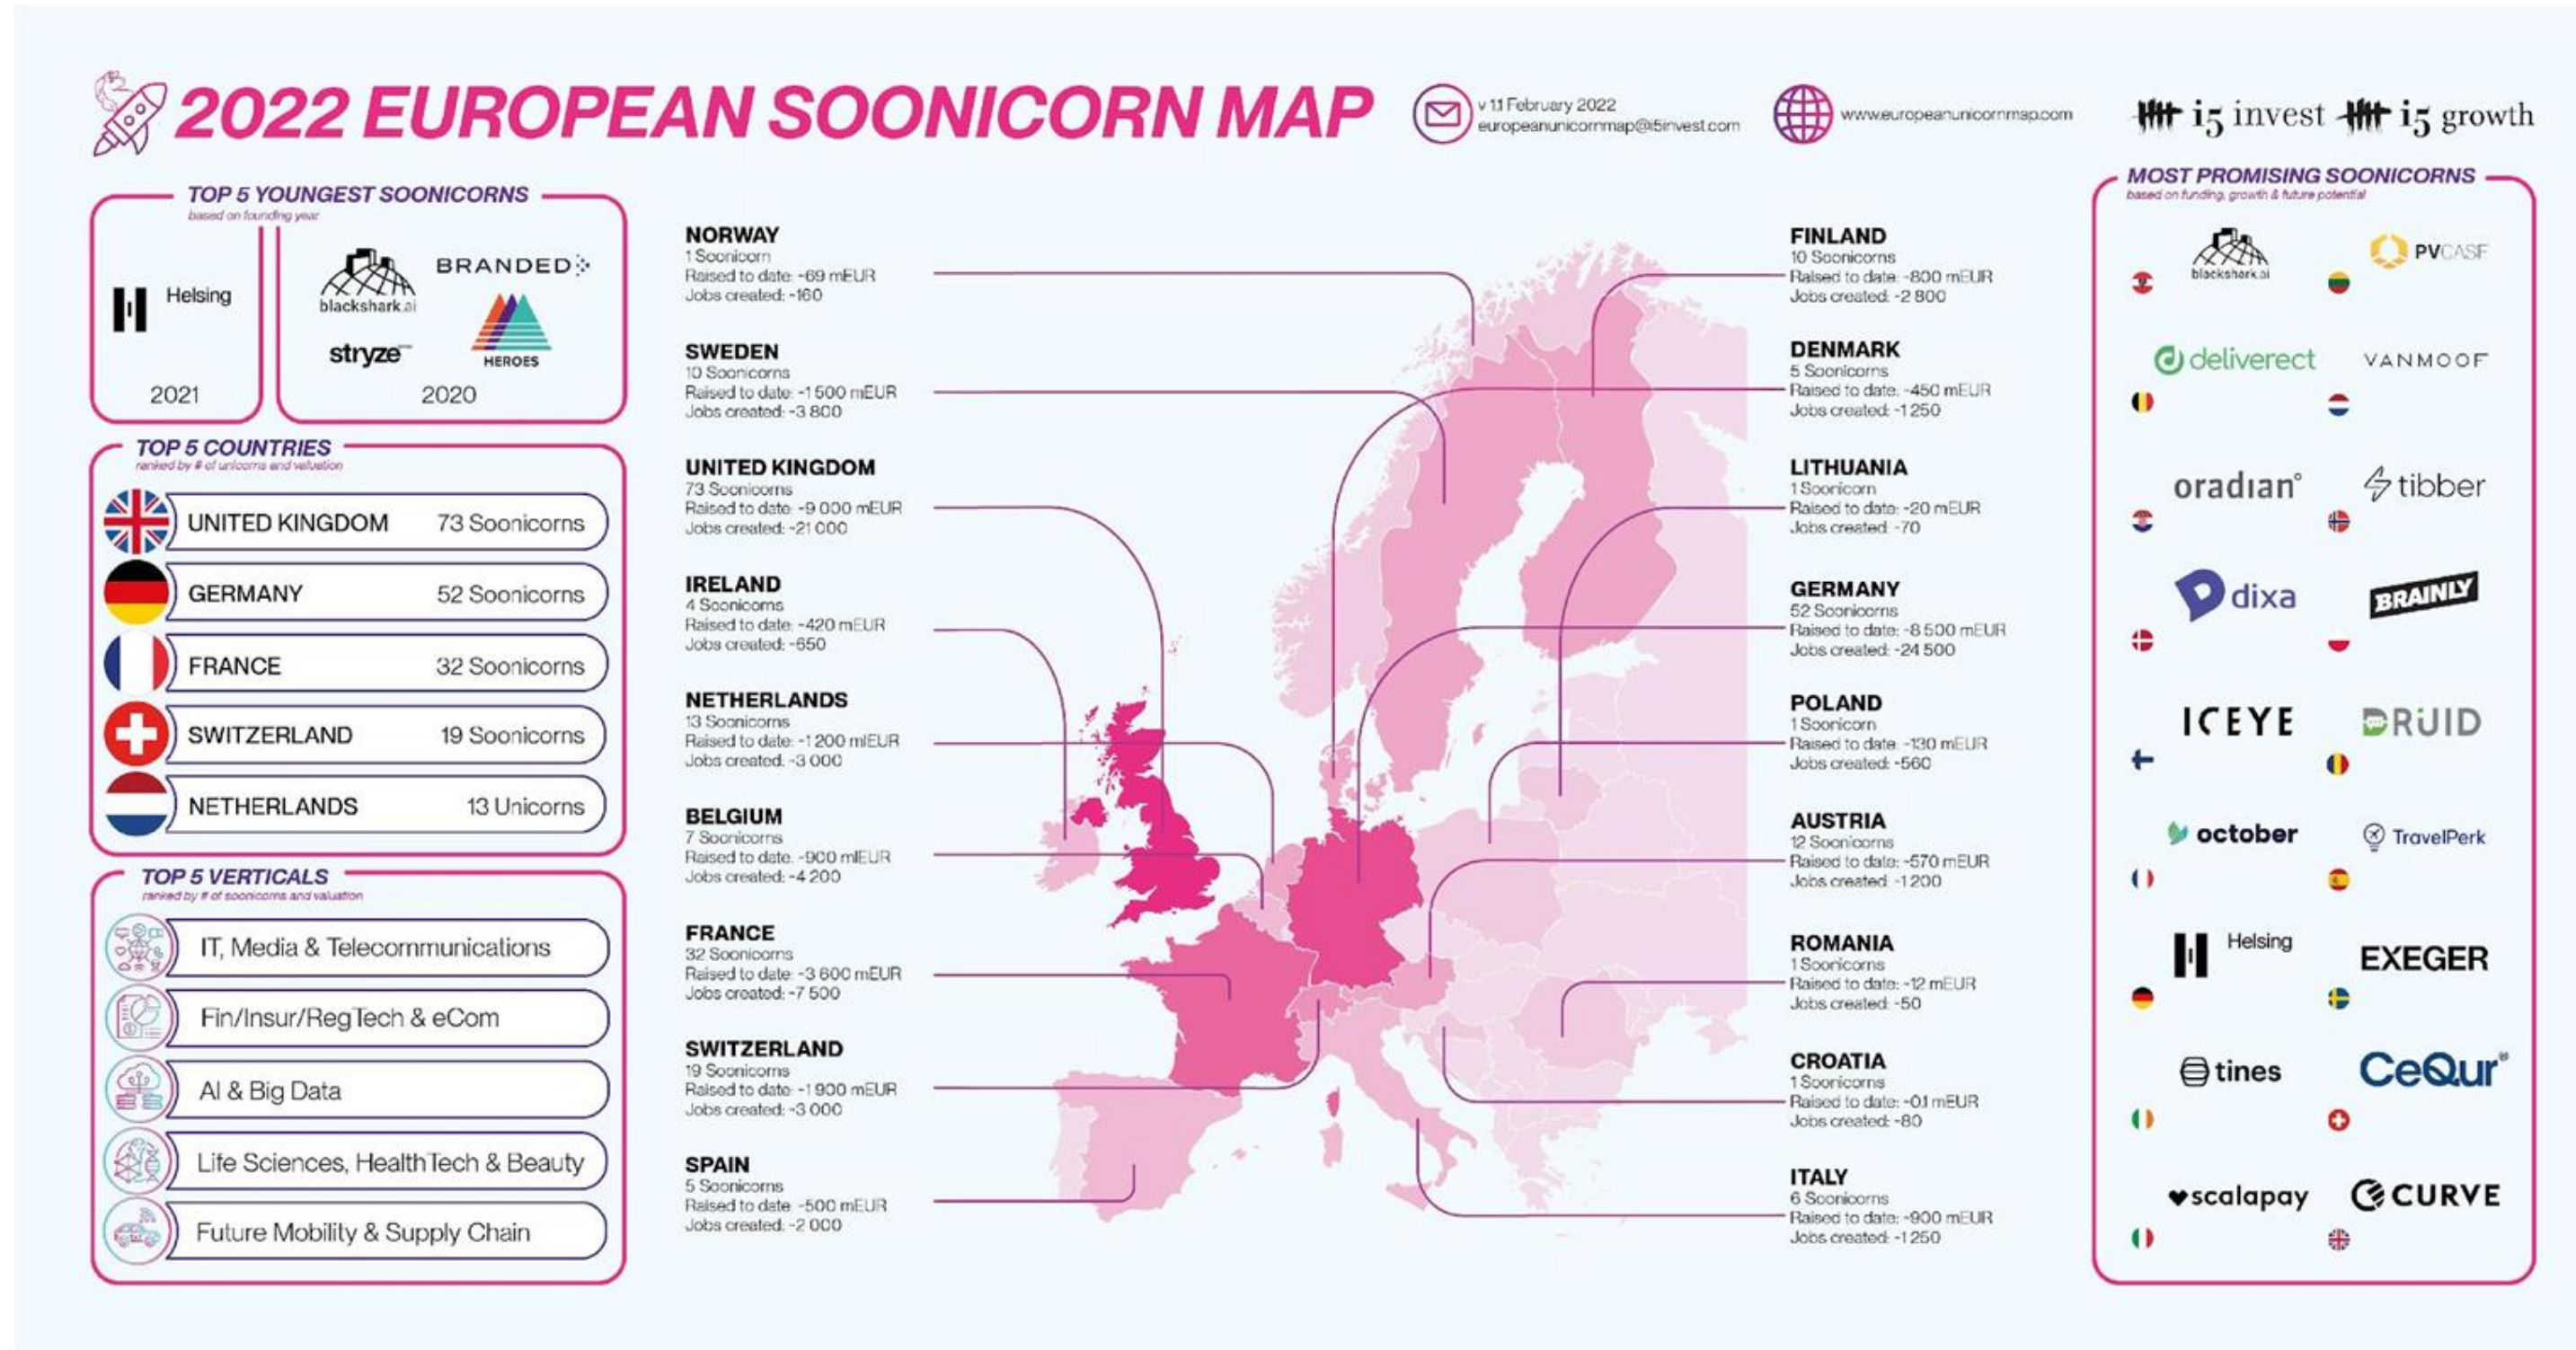 2022 EUROPEAN SOONICORN MAP
v 1.1 February 2022
europeanunicornmap@i5invest.com
www.europeanunicornmap.com
i5 invest
i5 growth
TOP 5 YOUNGEST SOONICORNS
based on founding year
Helsing
2021
blackshark.ai
BRANDED
stryze
HEROES
2020
TOP 5 COUNTRIES
ranked by # of unicorns and valuation
UNITED KINGDOM 73 Soonicorns
GERMANY 52 Soonicorns
FRANCE 32 Soonicorns
SWITZERLAND 19 Soonicorns
NETHERLANDS 13 Unicorns
TOP 5 VERTICALS
ranked by # of soonicorns and valuation
IT, Media & Telecommunications
Fin/Insur/RegTech & eCom
AI & Big Data
Life Sciences, HealthTech & Beauty
Future Mobility & Supply Chain
NORWAY
1 Soonicorn
Raised to date: ~69 mEUR
Jobs created: ~160
SWEDEN
10 Soonicorns
Raised to date: ~1 500 mEUR
Jobs created: ~3 800
UNITED KINGDOM
73 Soonicorns
Raised to date: ~9 000 mEUR
Jobs created: ~21 000
IRELAND
4 Soonicorns
Raised to date: ~420 mEUR
Jobs created: ~650
NETHERLANDS
13 Soonicorns
Raised to date: ~1 200 mlEUR
Jobs created: ~3 000
BELGIUM
7 Soonicorns
Raised to date: ~900 mlEUR
Jobs created: ~4 200
FRANCE
32 Soonicorns
Raised to date: ~3 600 mEUR
Jobs created: ~7 500
SWITZERLAND
19 Soonicorns
Raised to date: ~1 900 mEUR
Jobs created: ~3 000
SPAIN
5 Soonicorns
Raised to date: ~500 mEUR
Jobs created: ~2 000
FINLAND
10 Soonicorns
Raised to date: ~800 mEUR
Jobs created: ~2 800
DENMARK
5 Soonicorns
Raised to date: ~450 mEUR
Jobs created: ~1 250
LITHUANIA
1 Soonicorn
Raised to date: ~20 mEUR
Jobs created: ~70
GERMANY
52 Soonicorns
Raised to date: ~8 500 mEUR
Jobs created: ~24 500
POLAND
1 Soonicorn
Raised to date: ~130 mEUR
Jobs created: ~560
AUSTRIA
12 Soonicorns
Raised to date: ~570 mEUR
Jobs created: ~1 200
ROMANIA
1 Soonicorns
Raised to date: ~12 mEUR
Jobs created: ~50
CROATIA
1 Soonicorns
Raised to date: ~0.1 mEUR
Jobs created: ~80
ITALY
6 Soonicorns
Raised to date: ~900 mEUR
Jobs created: ~1 250
MOST PROMISING SOONICORNS
based on funding, growth & future potential
blackshark.ai
PVCASE
deliverect
VANMOOF
oradian
tibber
dixa
BRAINLY
ICEYE
DRUID
october
TravelPerk
Helsing
EXEGER
tines
CeQur®
scalapay
CURVE